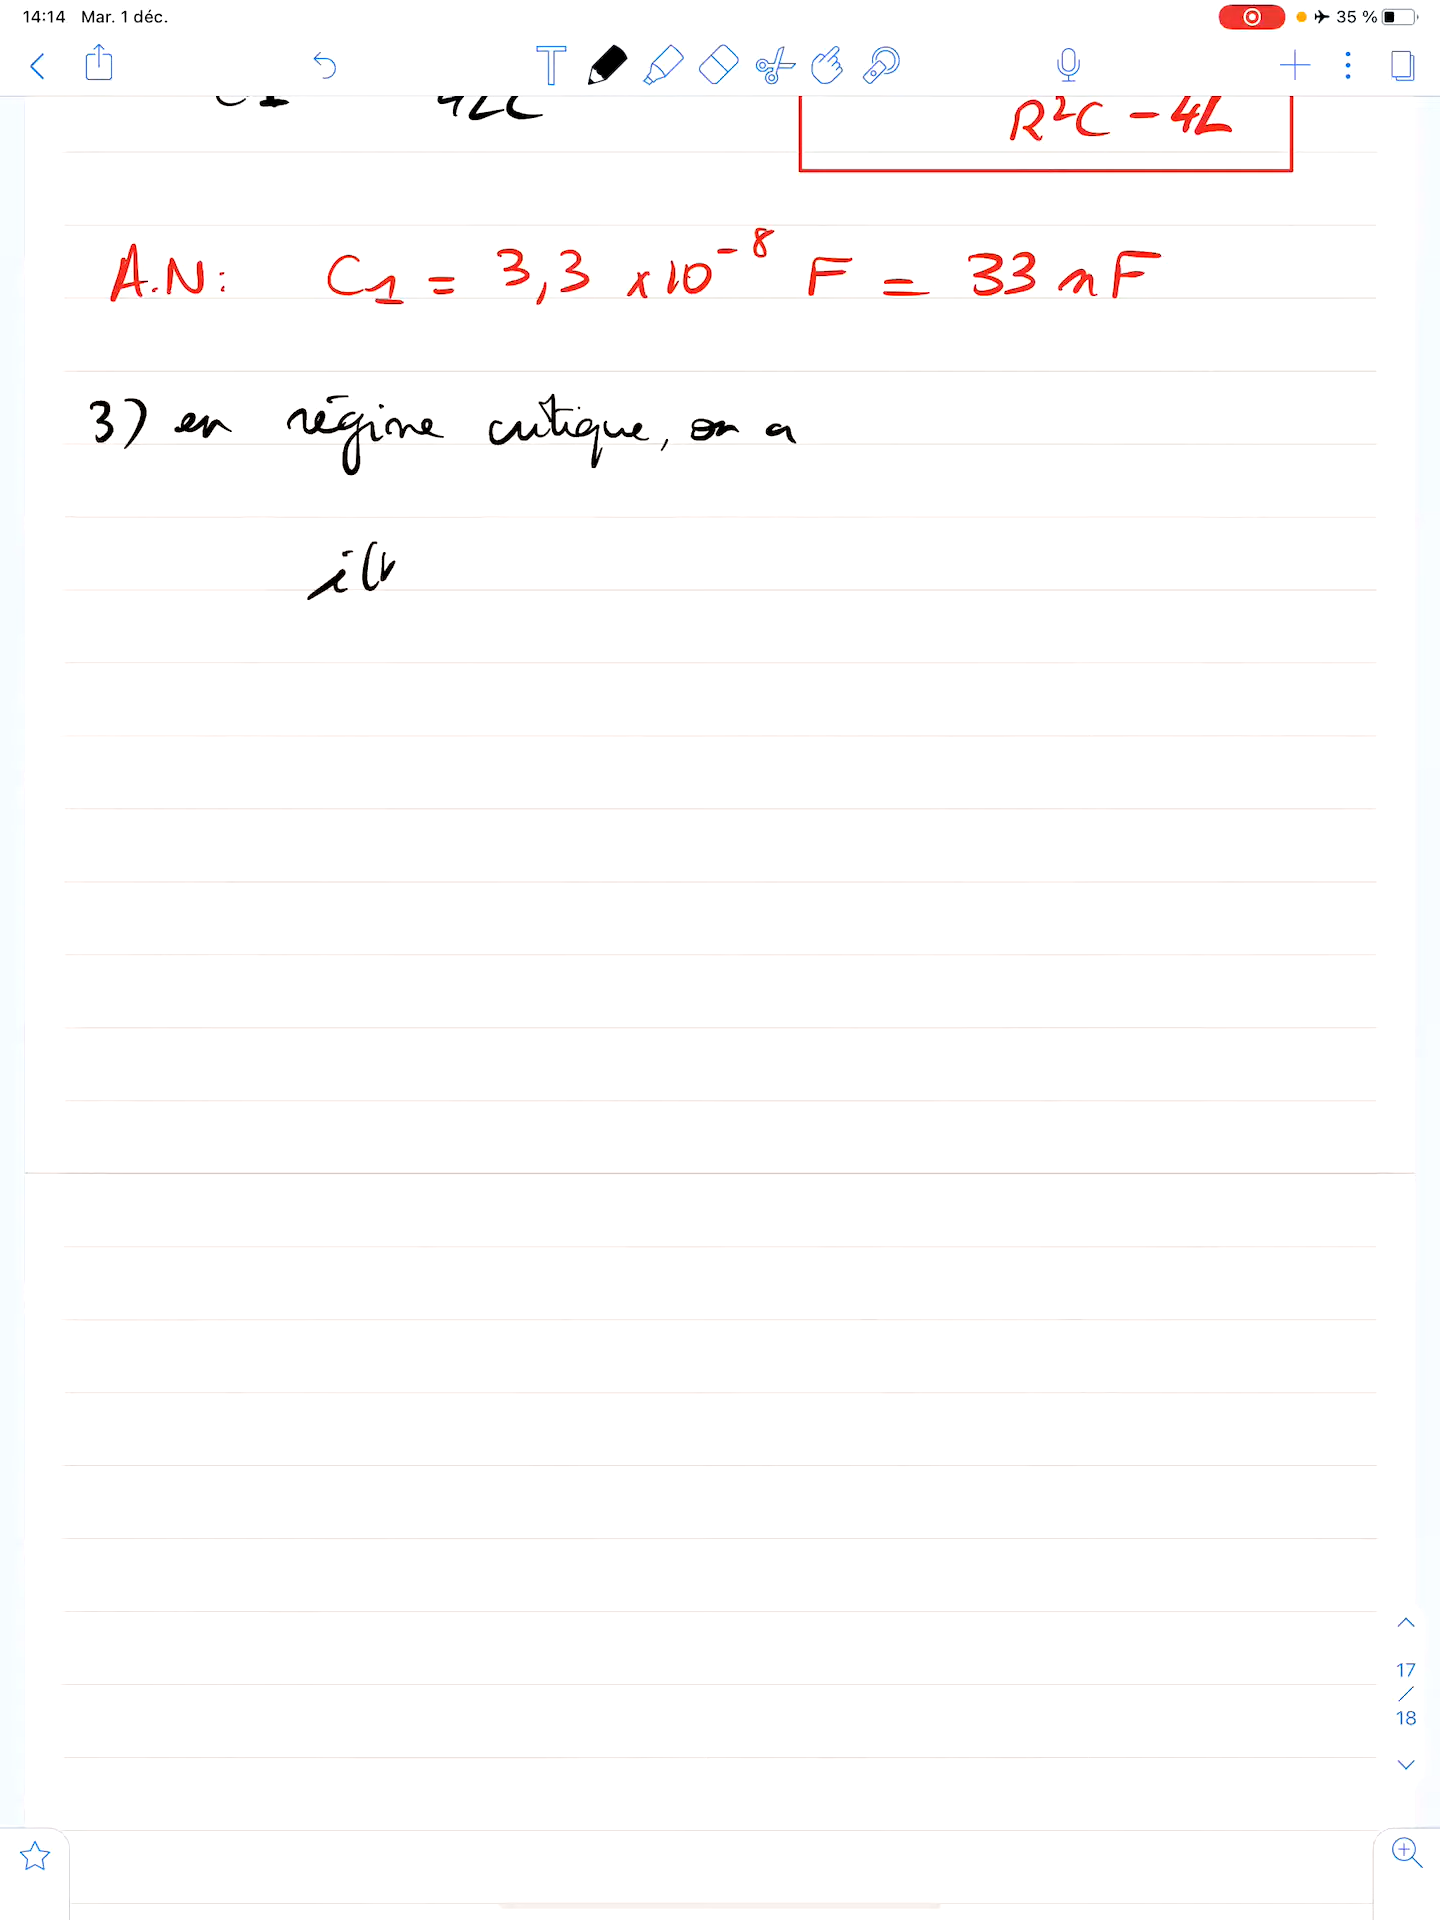 14:14 Mar. 1 déc. 35 %
R²C - 4L
A.N: C1 = 3,3 x10^-8 F = 33 nF
3) en régime critique, on a
i(
17
/
18